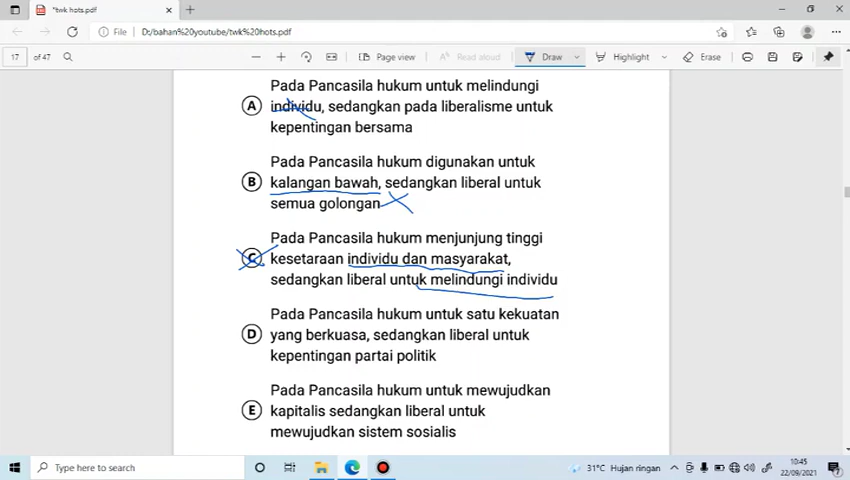 *twk hots.pdf
File
D:/bahan%20youtube/twk%20hots.pdf
17 of 47
Page view
Read aloud
Draw
Highlight
Erase
Pada Pancasila hukum untuk melindungi
A individu, sedangkan pada liberalisme untuk
kepentingan bersama
Pada Pancasila hukum digunakan untuk
B kalangan bawah, sedangkan liberal untuk
semua golongan
Pada Pancasila hukum menjunjung tinggi
C kesetaraan individu dan masyarakat,
sedangkan liberal untuk melindungi individu
Pada Pancasila hukum untuk satu kekuatan
D yang berkuasa, sedangkan liberal untuk
kepentingan partai politik
Pada Pancasila hukum untuk mewujudkan
E kapitalis sedangkan liberal untuk
mewujudkan sistem sosialis
Type here to search
31°C Hujan ringan
10:45
22/09/2021